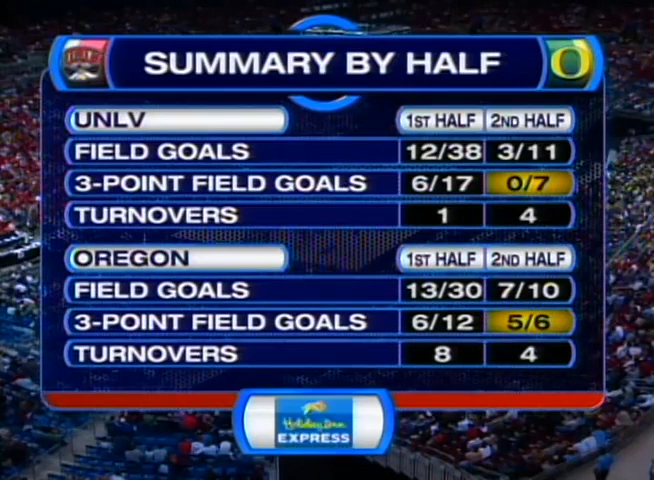 SUMMARY BY HALF
UNLV 1ST HALF 2ND HALF
FIELD GOALS 12/38 3/11
3-POINT FIELD GOALS 6/17 0/7
TURNOVERS 1 4
OREGON 1ST HALF 2ND HALF
FIELD GOALS 13/30 7/10
3-POINT FIELD GOALS 6/12 5/6
TURNOVERS 8 4
Holiday Inn
EXPRESS